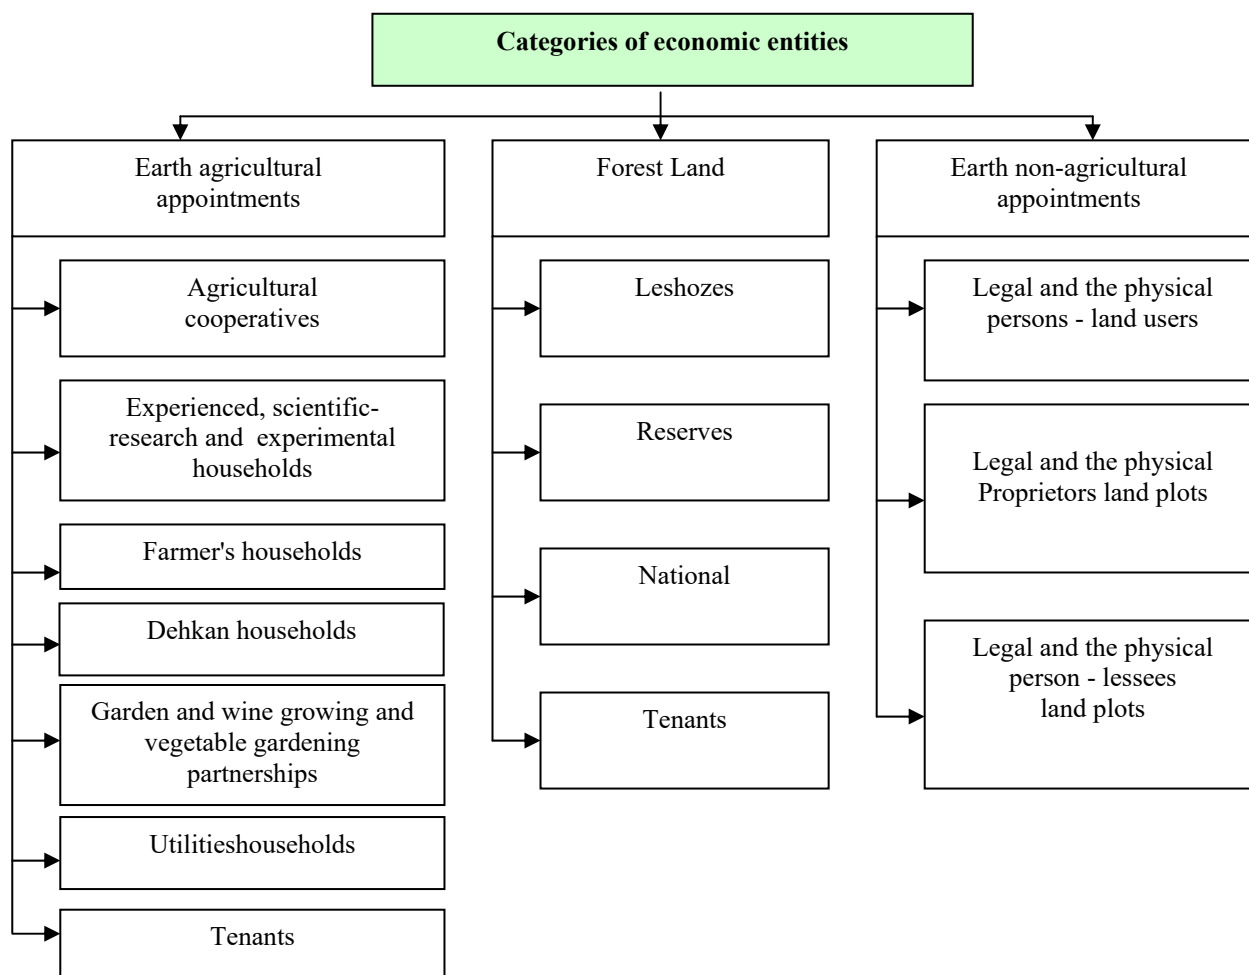 Categories of economic entities
Earth agricultural
appointments
Agricultural
cooperatives
Experienced, scientific-
research and  experimental
households
Farmer's households
Dehkan households
Garden and wine growing and
vegetable gardening
partnerships
Utilitieshouseholds
Tenants
Forest Land
Leshozes
Reserves
National
Tenants
Earth non-agricultural
appointments
Legal and the physical
persons - land users
Legal and the physical
Proprietors land plots
Legal and the physical
person - lessees
land plots